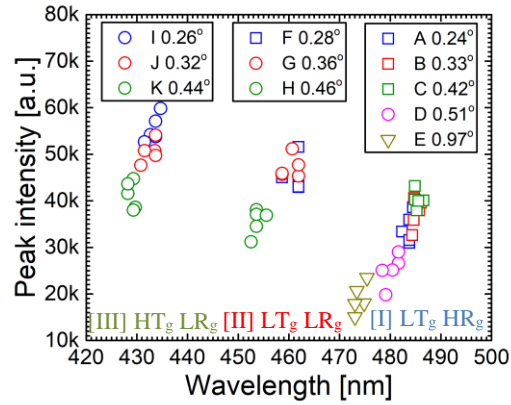 80k
70k
60k
50k
40k
30k
20k
10k
Peak intensity [a.u.]
I 0.26°
J 0.32°
K 0.44°
F 0.28°
G 0.36°
H 0.46°
A 0.24°
B 0.33°
C 0.42°
D 0.51°
E 0.97°
[III] HTg LRg
[II] LTg LRg
[I] LTg HRg
420 430 440 450 460 470 480 490 500
Wavelength [nm]